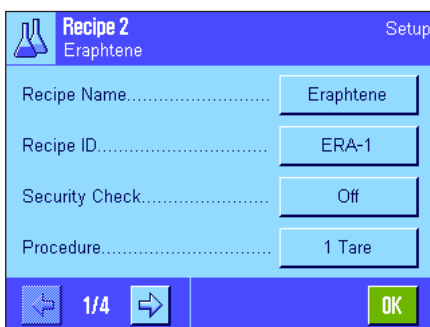 Recipe 2
Setup
Eraphtene
Recipe Name........................ Eraphtene
Recipe ID............................. ERA-1
Security Check..................... Off
Procedure............................. 1 Tare
1/4
OK